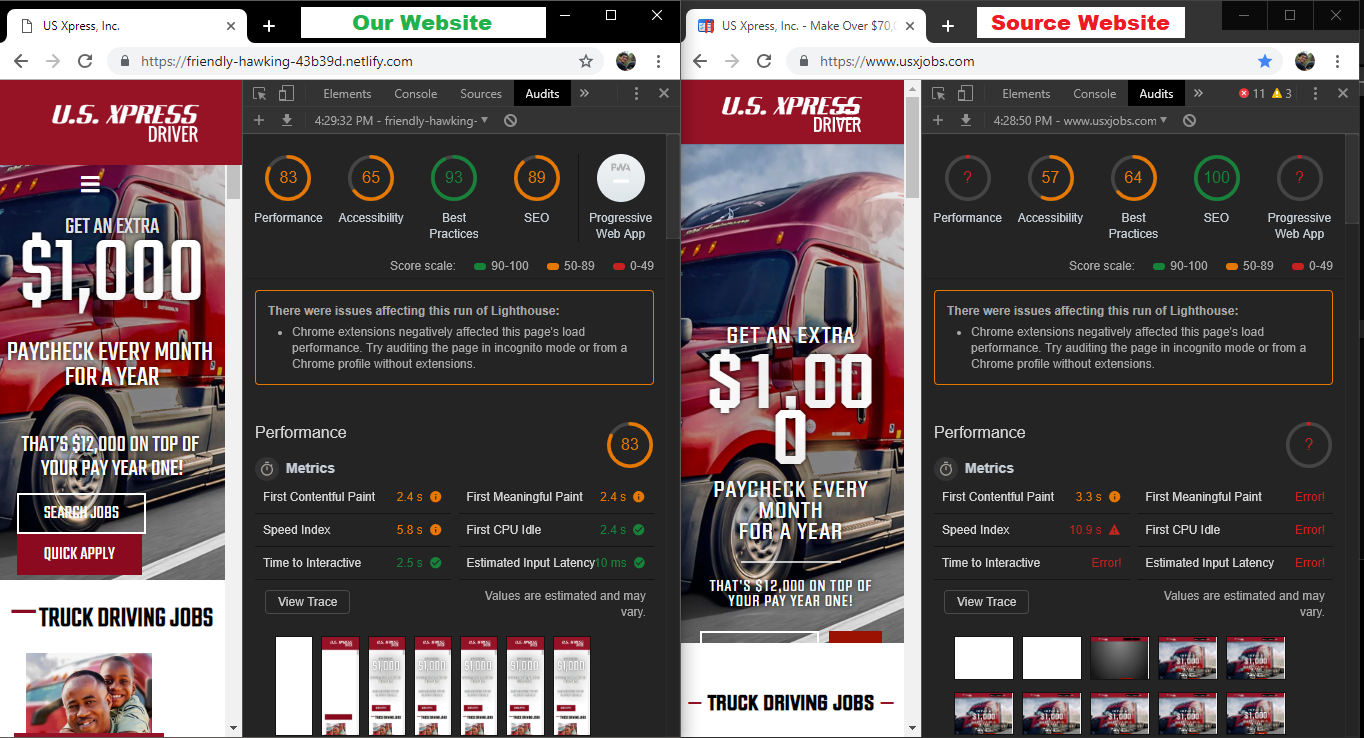 US Xpress, Inc.
Our Website
https://friendly-hawking-43b39d.netlify.com
U.S. XPRESS
DRIVER
GET AN EXTRA
$1,000
PAYCHECK EVERY MONTH
FOR A YEAR
THAT'S $12,000 ON TOP OF
YOUR PAY YEAR ONE!
SEARCH JOBS
QUICK APPLY
TRUCK DRIVING JOBS
Elements Console Sources Audits »
4:29:32 PM - friendly-hawking-
83 65 93 89 PWA
Performance Accessibility Best Practices SEO Progressive Web App
Score scale: 90-100 50-89 0-49
There were issues affecting this run of Lighthouse:
Chrome extensions negatively affected this page's load
performance. Try auditing the page in incognito mode or from a
Chrome profile without extensions.
Performance 83
Metrics
First Contentful Paint 2.4 s First Meaningful Paint 2.4 s
Speed Index 5.8 s First CPU Idle 2.4 s
Time to Interactive 2.5 s Estimated Input Latency 10 ms
View Trace
Values are estimated and may
vary.
US Xpress, Inc. - Make Over $70,0
Source Website
https://www.usxjobs.com
U.S. XPRESS
DRIVER
GET AN EXTRA
$1,00
0
PAYCHECK EVERY
MONTH
FOR A YEAR
THAT'S $12,000 ON TOP OF
YOUR PAY YEAR ONE!
TRUCK DRIVING JOBS
Elements Console Audits » 11 3
4:28:50 PM - www.usxjobs.com
? 57 64 100 ?
Performance Accessibility Best Practices SEO Progressive Web App
Score scale: 90-100 50-89 0-49
There were issues affecting this run of Lighthouse:
Chrome extensions negatively affected this page's load
performance. Try auditing the page in incognito mode or from a
Chrome profile without extensions.
Performance ?
Metrics
First Contentful Paint 3.3 s First Meaningful Paint Error!
Speed Index 10.9 s First CPU Idle Error!
Time to Interactive Error! Estimated Input Latency Error!
View Trace
Values are estimated and may
vary.